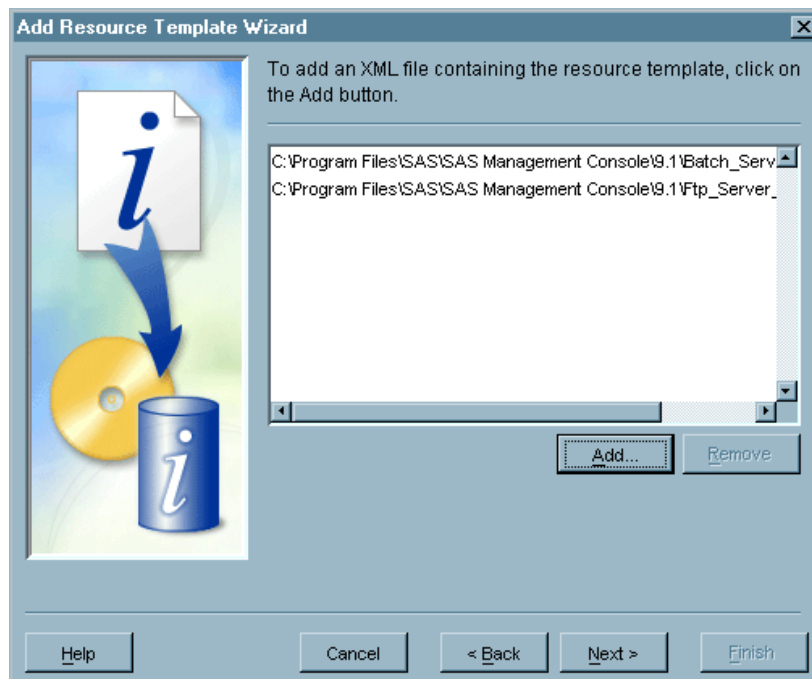 Add Resource Template Wizard
To add an XML file containing the resource template, click on
the Add button.
C:\Program Files\SAS\SAS Management Console\9.1\Batch_Serv
C:\Program Files\SAS\SAS Management Console\9.1\Ftp_Server_
Add...
Remove
Help
Cancel
< Back
Next >
Finish